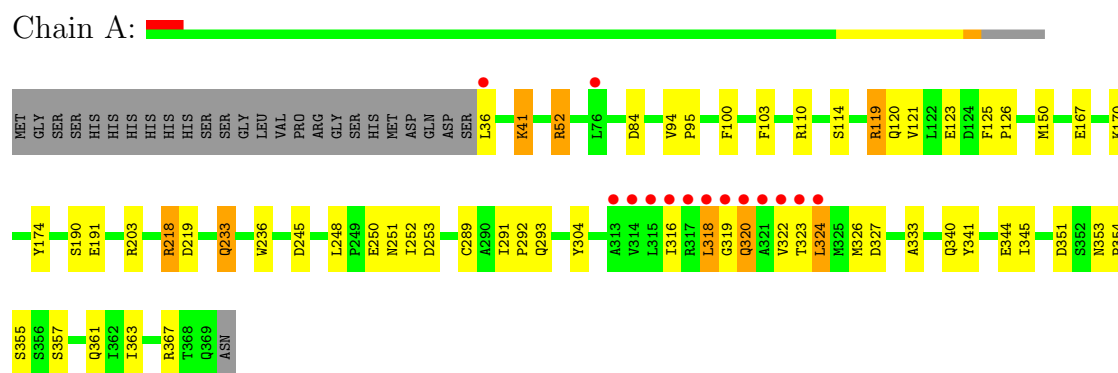 Chain A:
MET GLY SER SER HIS HIS HIS HIS HIS HIS SER SER GLY LEU VAL PRO ARG GLY SER HIS MET ASP GLN ASP SER L36 K41 R52 L76 D84 V94 P95 F100 F103 R110 S114 R119 Q120 V121 L122 E123 D124 F125 P126 M150 E167 K170
Y174 S190 E191 R203 R218 D219 Q233 W236 D245 L248 P249 E250 N251 I252 D253 C289 A290 I291 P292 Q293 Y304 A313 V314 L315 I316 R317 L318 G319 Q320 A321 V322 T323 L324 M325 M326 D327 A333 Q340 Y341 E344 I345 D351 S352 N353
S355 S356 S357 Q361 I362 I363 R367 T368 Q369 ASN